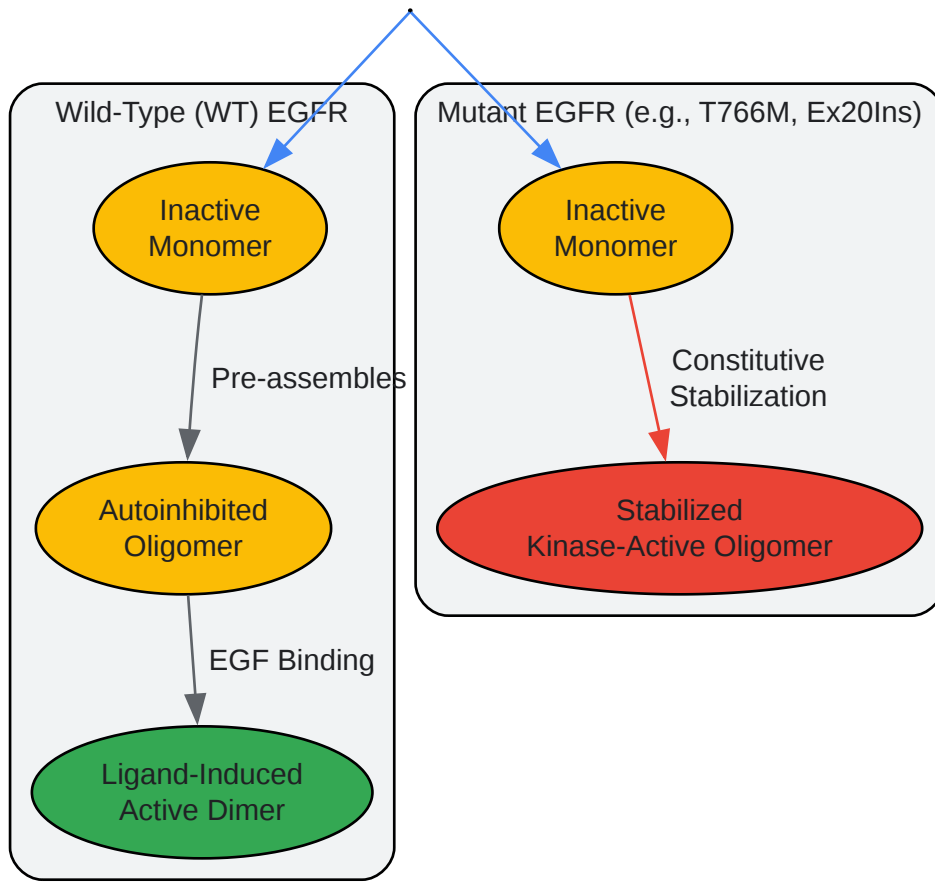 Wild-Type (WT) EGFR
Inactive
Monomer
Pre-assembles
Autoinhibited
Oligomer
EGF Binding
Ligand-Induced
Active Dimer
Mutant EGFR (e.g., T766M, Ex20Ins)
Inactive
Monomer
Constitutive
Stabilization
Stabilized
Kinase-Active Oligomer